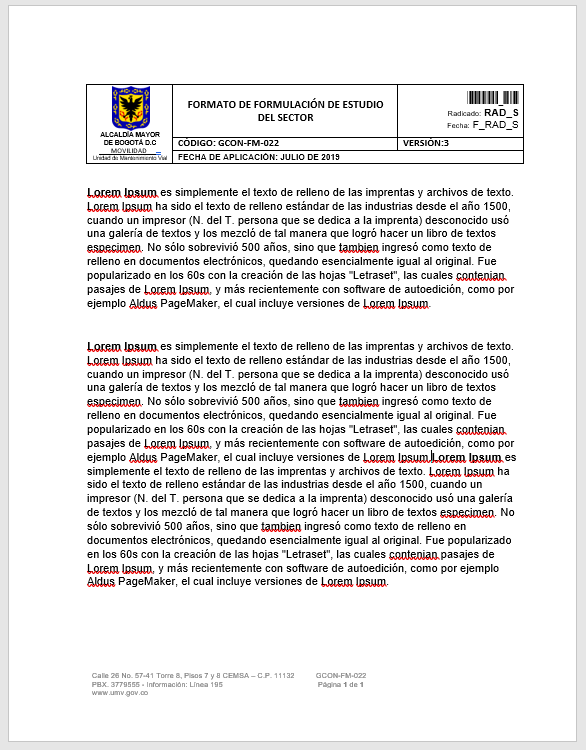 ALCALDÍA MAYOR
DE BOGOTÁ D.C
MOVILIDAD
Unidad de Mantenimiento Vial
FORMATO DE FORMULACIÓN DE ESTUDIO
DEL SECTOR
Radicado: RAD_S
Fecha: F_RAD_S
CÓDIGO: GCON-FM-022
VERSIÓN:3
FECHA DE APLICACIÓN: JULIO DE 2019
Lorem Ipsum es simplemente el texto de relleno de las imprentas y archivos de texto.
Lorem Ipsum ha sido el texto de relleno estándar de las industrias desde el año 1500,
cuando un impresor (N. del T. persona que se dedica a la imprenta) desconocido usó
una galería de textos y los mezcló de tal manera que logró hacer un libro de textos
especimen. No sólo sobrevivió 500 años, sino que tambien ingresó como texto de
relleno en documentos electrónicos, quedando esencialmente igual al original. Fue
popularizado en los 60s con la creación de las hojas "Letraset", las cuales contenian
pasajes de Lorem Ipsum, y más recientemente con software de autoedición, como por
ejemplo Aldus PageMaker, el cual incluye versiones de Lorem Ipsum.
Lorem Ipsum es simplemente el texto de relleno de las imprentas y archivos de texto.
Lorem Ipsum ha sido el texto de relleno estándar de las industrias desde el año 1500,
cuando un impresor (N. del T. persona que se dedica a la imprenta) desconocido usó
una galería de textos y los mezcló de tal manera que logró hacer un libro de textos
especimen. No sólo sobrevivió 500 años, sino que tambien ingresó como texto de
relleno en documentos electrónicos, quedando esencialmente igual al original. Fue
popularizado en los 60s con la creación de las hojas "Letraset", las cuales contenian
pasajes de Lorem Ipsum, y más recientemente con software de autoedición, como por
ejemplo Aldus PageMaker, el cual incluye versiones de Lorem Ipsum.Lorem Ipsum es
simplemente el texto de relleno de las imprentas y archivos de texto. Lorem Ipsum ha
sido el texto de relleno estándar de las industrias desde el año 1500, cuando un
impresor (N. del T. persona que se dedica a la imprenta) desconocido usó una galería
de textos y los mezcló de tal manera que logró hacer un libro de textos especimen. No
sólo sobrevivió 500 años, sino que tambien ingresó como texto de relleno en
documentos electrónicos, quedando esencialmente igual al original. Fue popularizado
en los 60s con la creación de las hojas "Letraset", las cuales contenian pasajes de
Lorem Ipsum, y más recientemente con software de autoedición, como por ejemplo
Aldus PageMaker, el cual incluye versiones de Lorem Ipsum.
Calle 26 No. 57-41 Torre 8, Pisos 7 y 8 CEMSA – C.P. 11132
PBX. 3779555 - Información: Línea 195
www.umv.gov.co
GCON-FM-022
Página 1 de 1